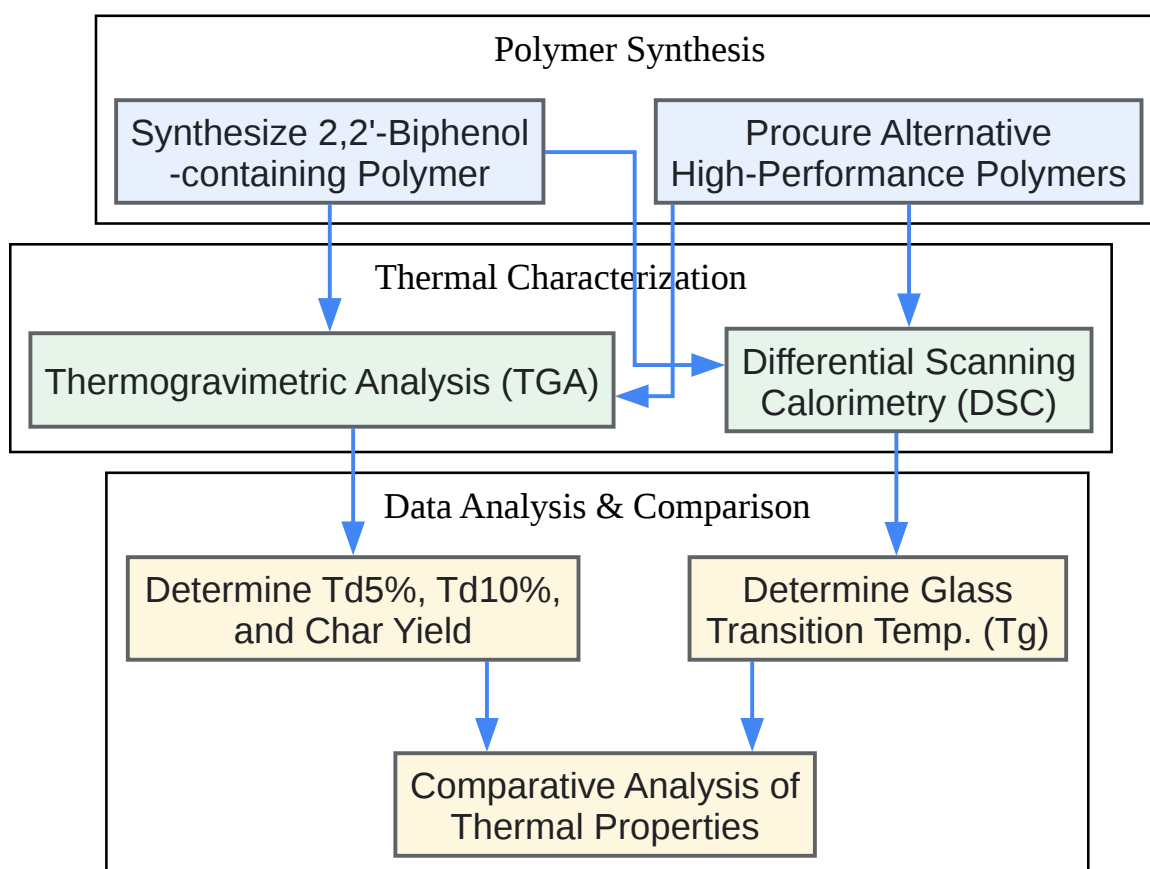 Polymer Synthesis
Synthesize 2,2'-Biphenol
-containing Polymer
Procure Alternative
High-Performance Polymers
Thermal Characterization
Thermogravimetric Analysis (TGA)
Differential Scanning
Calorimetry (DSC)
Data Analysis & Comparison
Determine Td5%, Td10%,
and Char Yield
Determine Glass
Transition Temp. (Tg)
Comparative Analysis of
Thermal Properties